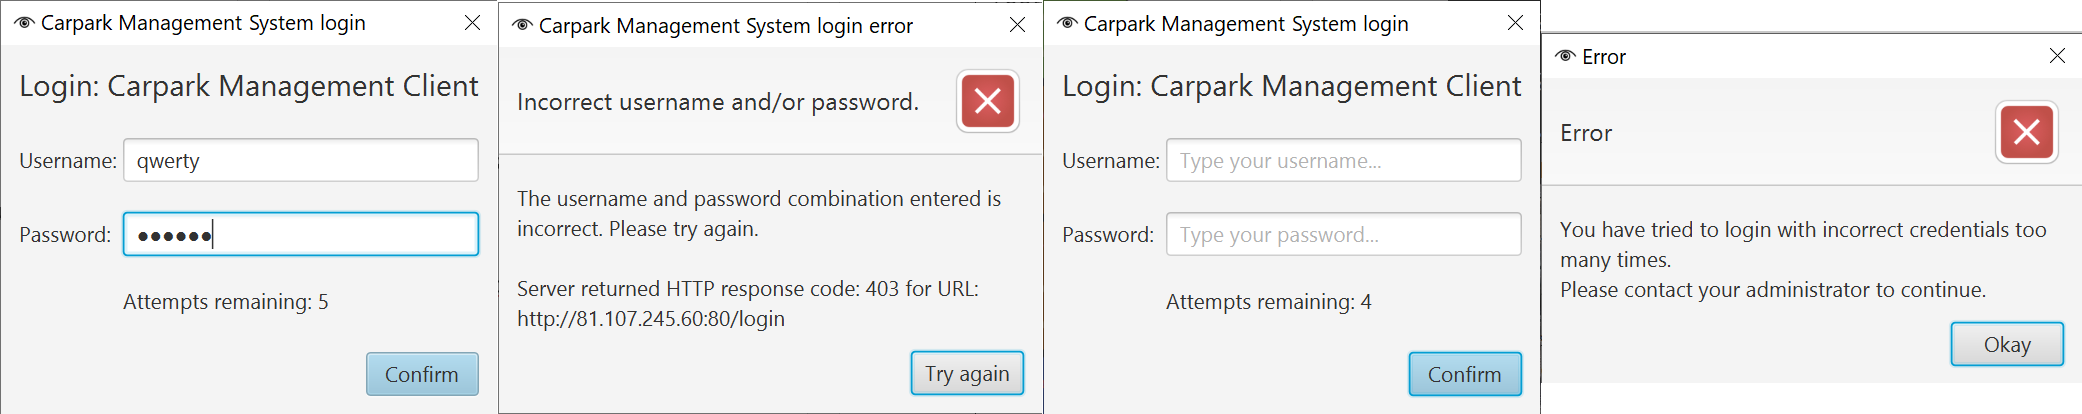 Carpark Management System login
Login: Carpark Management Client
Username: qwerty
Password: ●●●●●●
Attempts remaining: 5
Confirm
Carpark Management System login error
Incorrect username and/or password.
The username and password combination entered is
incorrect. Please try again.
Server returned HTTP response code: 403 for URL:
http://81.107.245.60:80/login
Try again
Carpark Management System login
Login: Carpark Management Client
Username: Type your username...
Password: Type your password...
Attempts remaining: 4
Confirm
Error
Error
You have tried to login with incorrect credentials too
many times.
Please contact your administrator to continue.
Okay